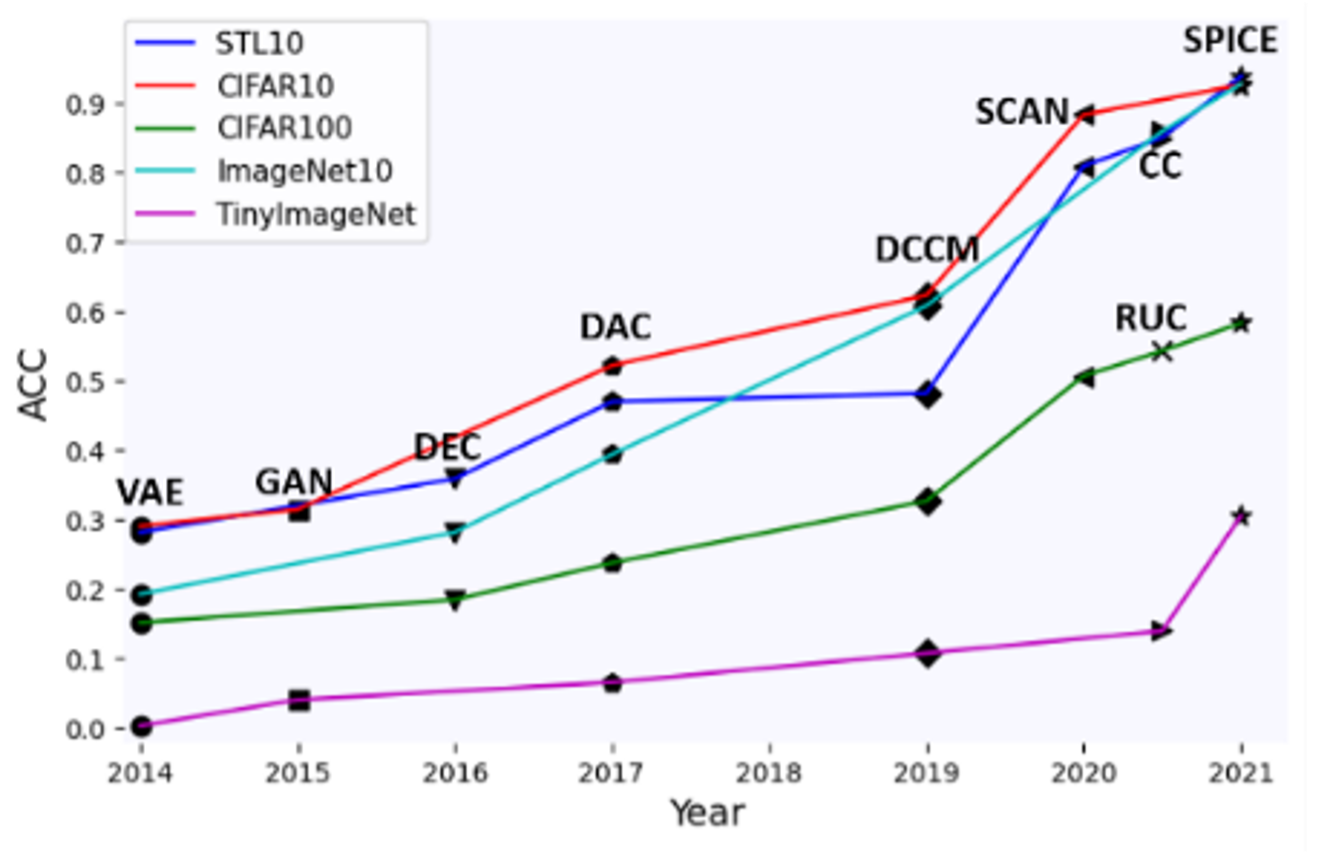 STL10
CIFAR10
CIFAR100
ImageNet10
TinyImageNet
SPICE
SCAN
CC
DCCM
DAC
RUC
DEC
GAN
VAE
ACC
0.9
0.8
0.7
0.6
0.5
0.4
0.3
0.2
0.1
0.0
2014 2015 2016 2017 2018 2019 2020 2021
Year